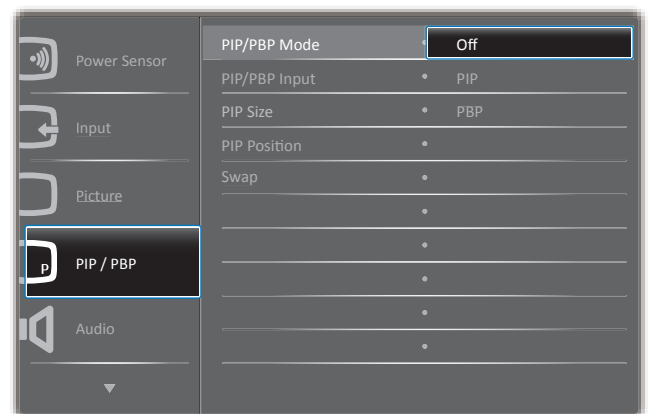 Power Sensor
Input
Picture
P
PIP / PBP
Audio
PIP/PBP Mode Off
PIP/PBP Input PIP
PIP Size PBP
PIP Position
Swap